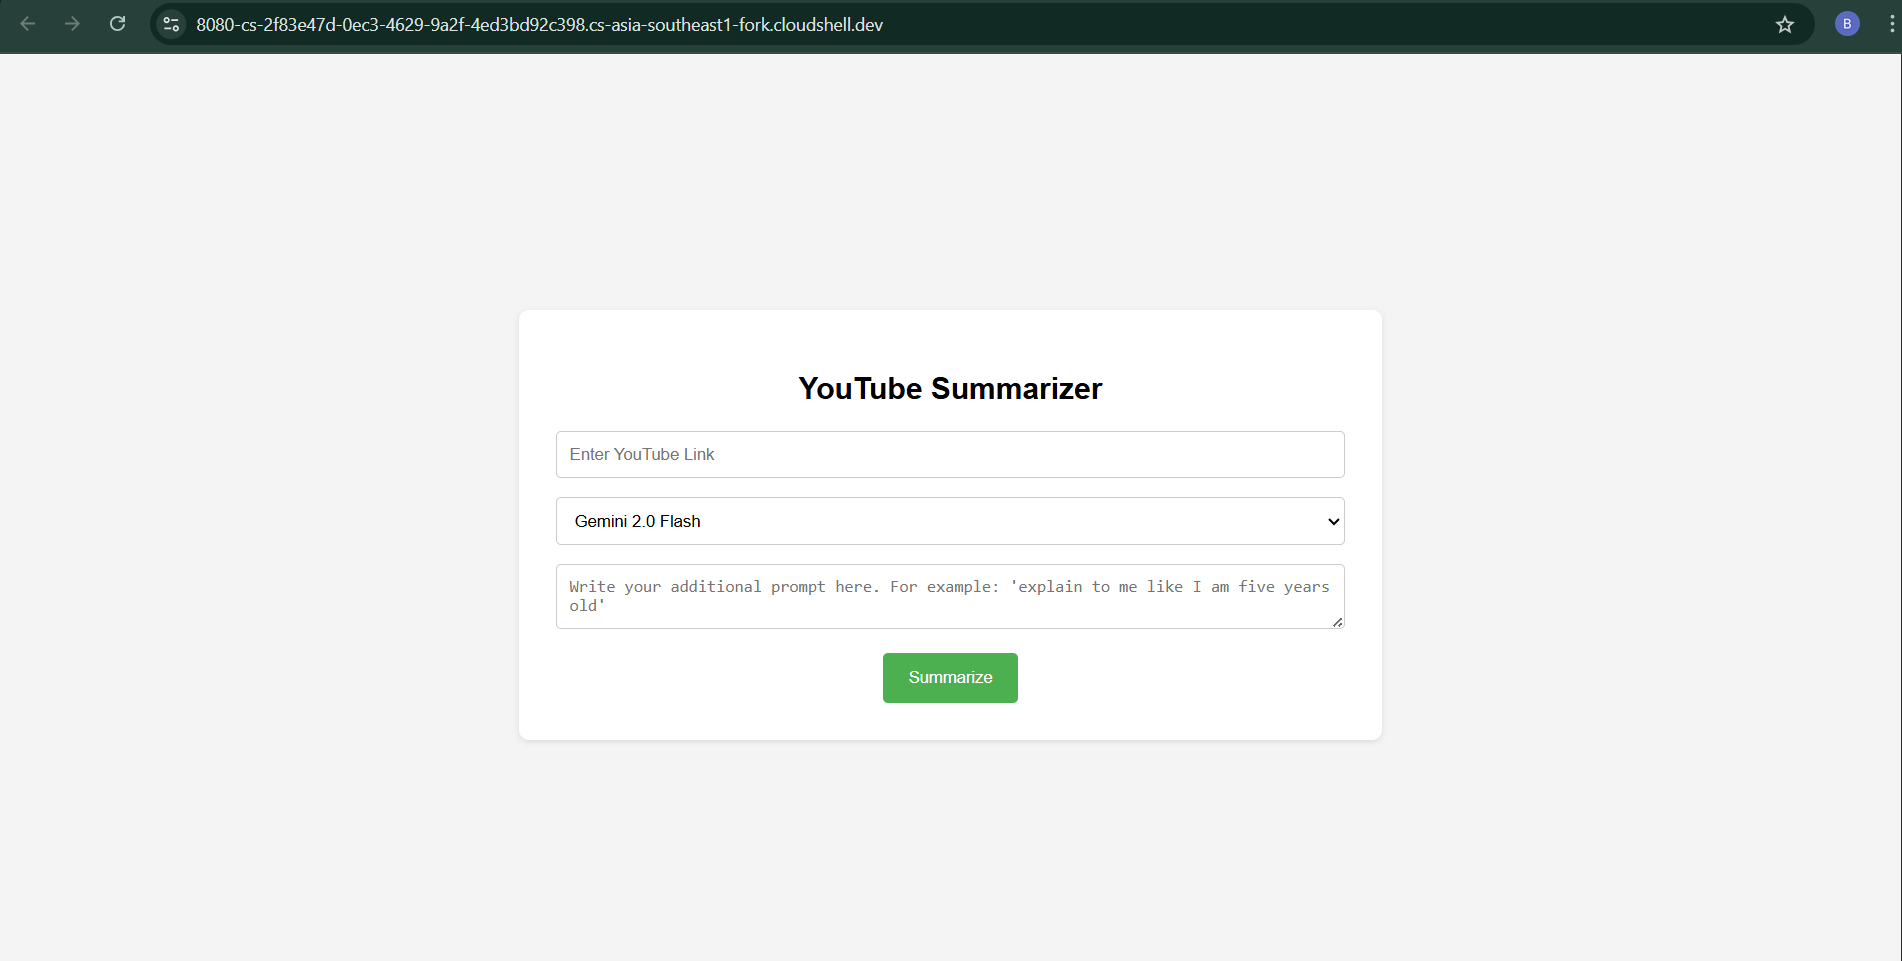 8080-cs-2f83e47d-0ec3-4629-9a2f-4ed3bd92c398.cs-asia-southeast1-fork.cloudshell.dev
B
YouTube Summarizer
Enter YouTube Link
Gemini 2.0 Flash
Write your additional prompt here. For example: 'explain to me like I am five years
old'
Summarize